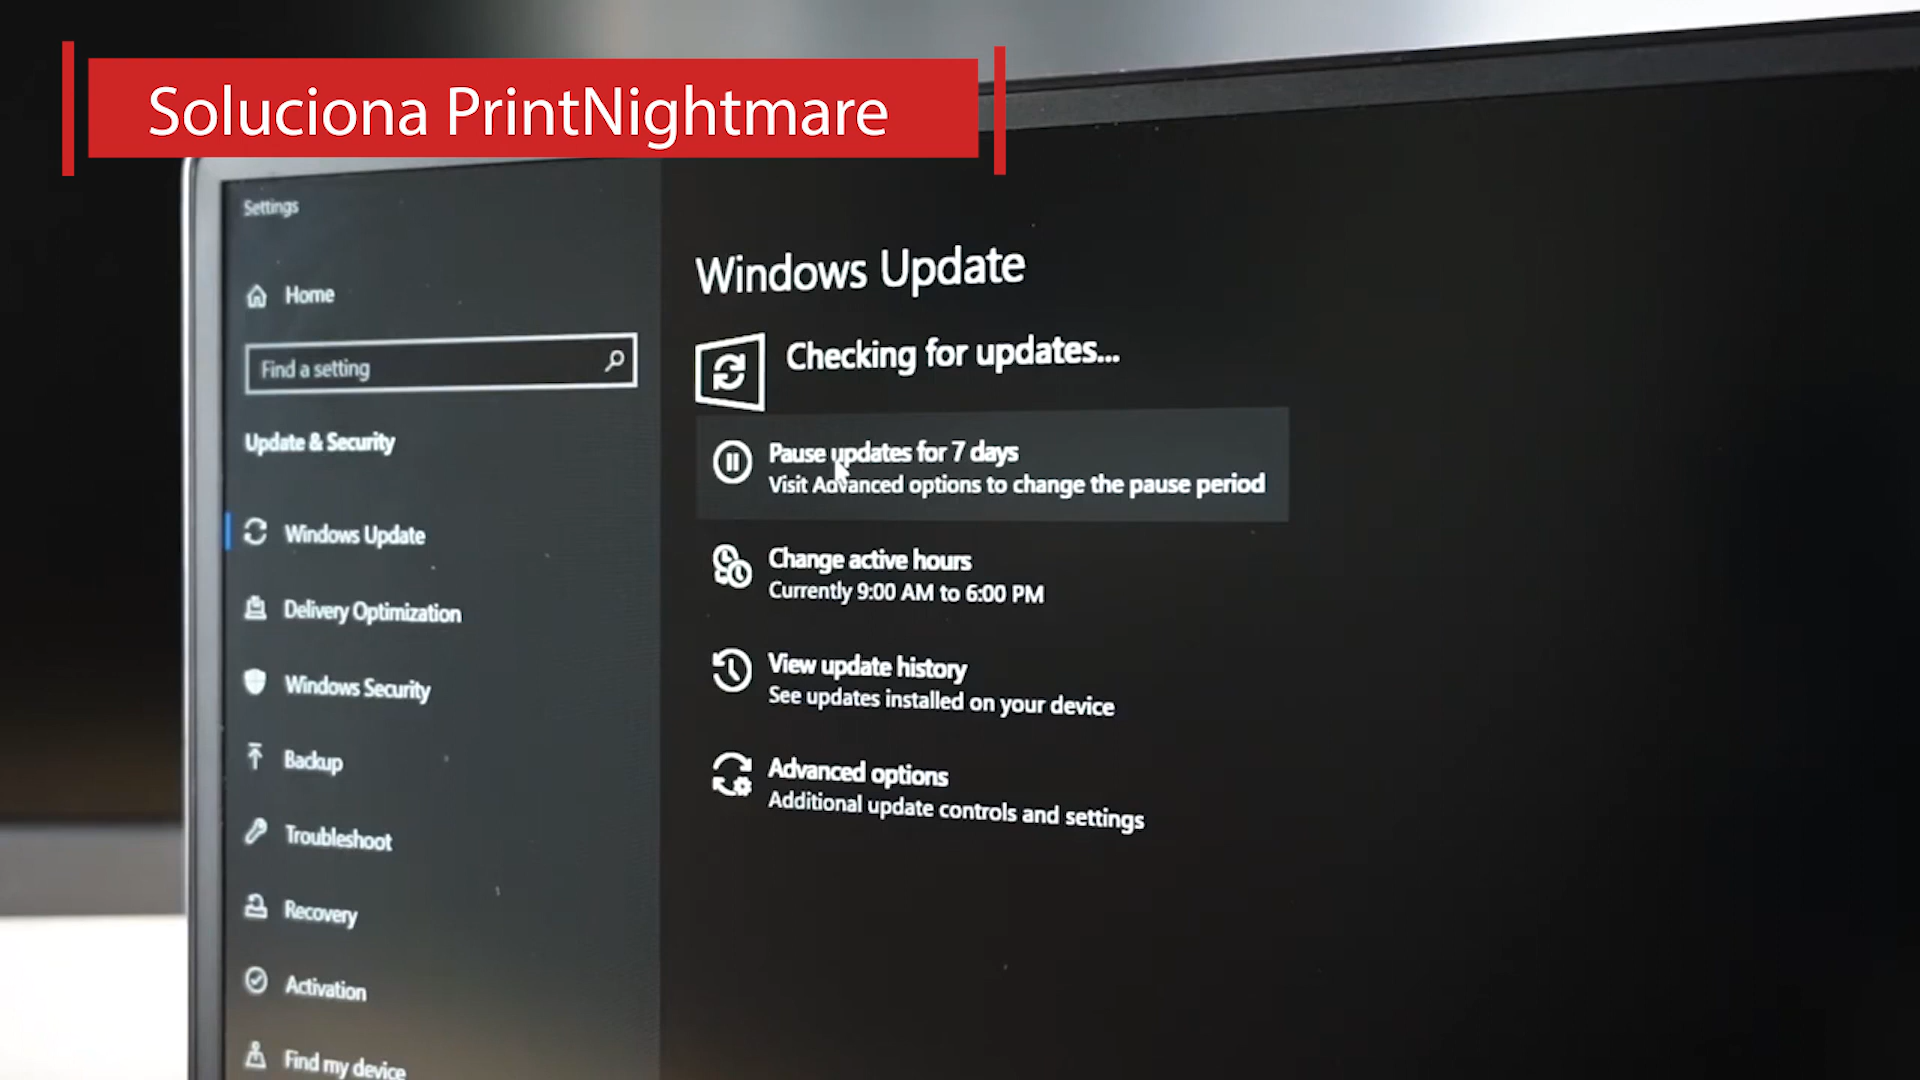 Soluciona PrintNightmare
Settings
Home
Find a setting
Update & Security
Windows Update
Delivery Optimization
Windows Security
Backup
Troubleshoot
Recovery
Activation
Find my device
Windows Update
Checking for updates...
Pause updates for 7 days
Visit Advanced options to change the pause period
Change active hours
Currently 9:00 AM to 6:00 PM
View update history
See updates installed on your device
Advanced options
Additional update controls and settings